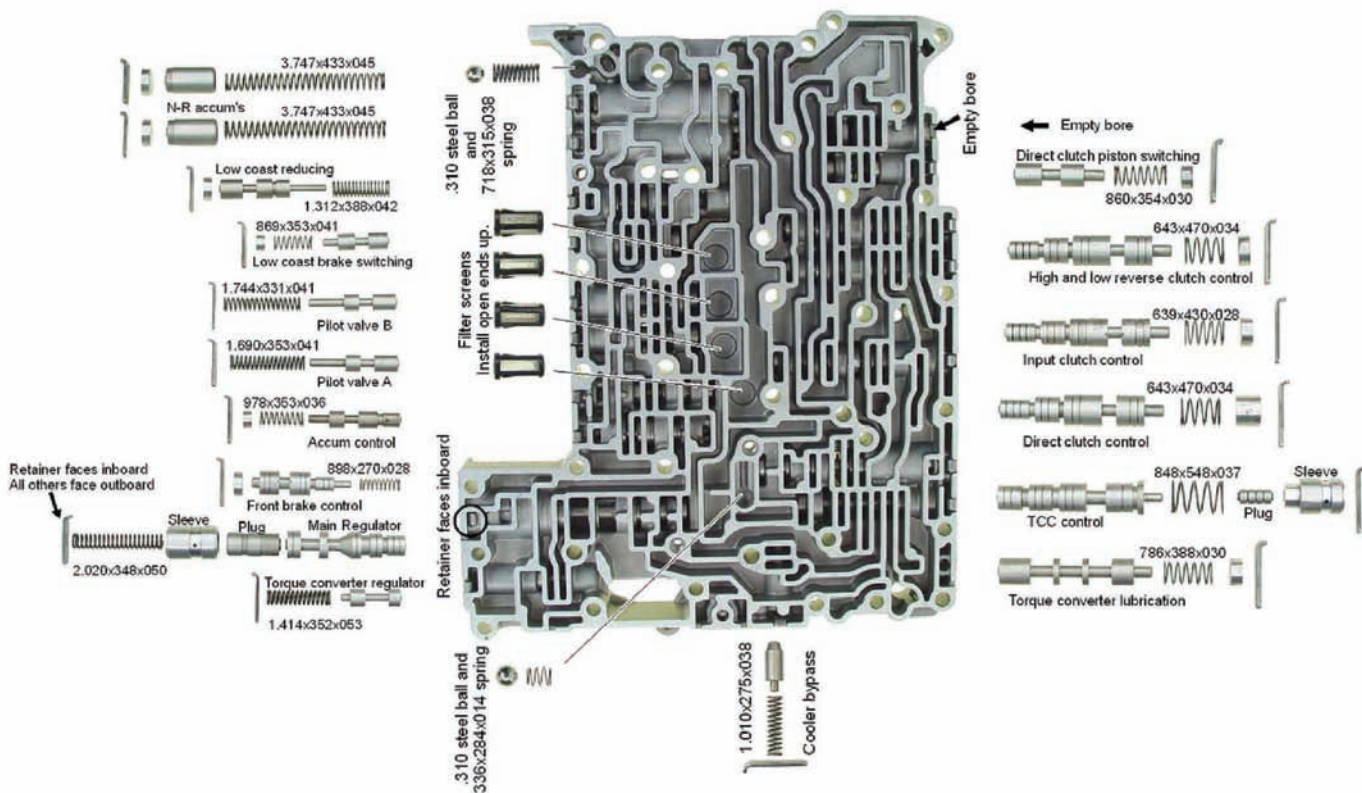 3.747x433x045
N-R accum's
3.747x433x045
Low coast reducing
1.312x388x042
869x353x041
Low coast brake switching
1.744x331x041
Pilot valve B
1.690x353x041
Pilot valve A
978x353x036
Accum control
Retainer faces inboard
All others face outboard
898x270x028
Front brake control
Sleeve
Plug
Main Regulator
2.020x348x050
Torque converter regulator
1.414x352x053
.310 steel ball
and
718x315x038
spring
Filter screens
Install open ends up.
Retainer faces inboard
.310 steel ball and
336x284x014 spring
1.010x275x038
Cooler bypass
Empty bore
Empty bore
Direct clutch piston switching
860x354x030
643x470x034
High and low reverse clutch control
639x430x028
Input clutch control
643x470x034
Direct clutch control
848x548x037
Sleeve
TCC control
Plug
786x388x030
Torque converter lubrication